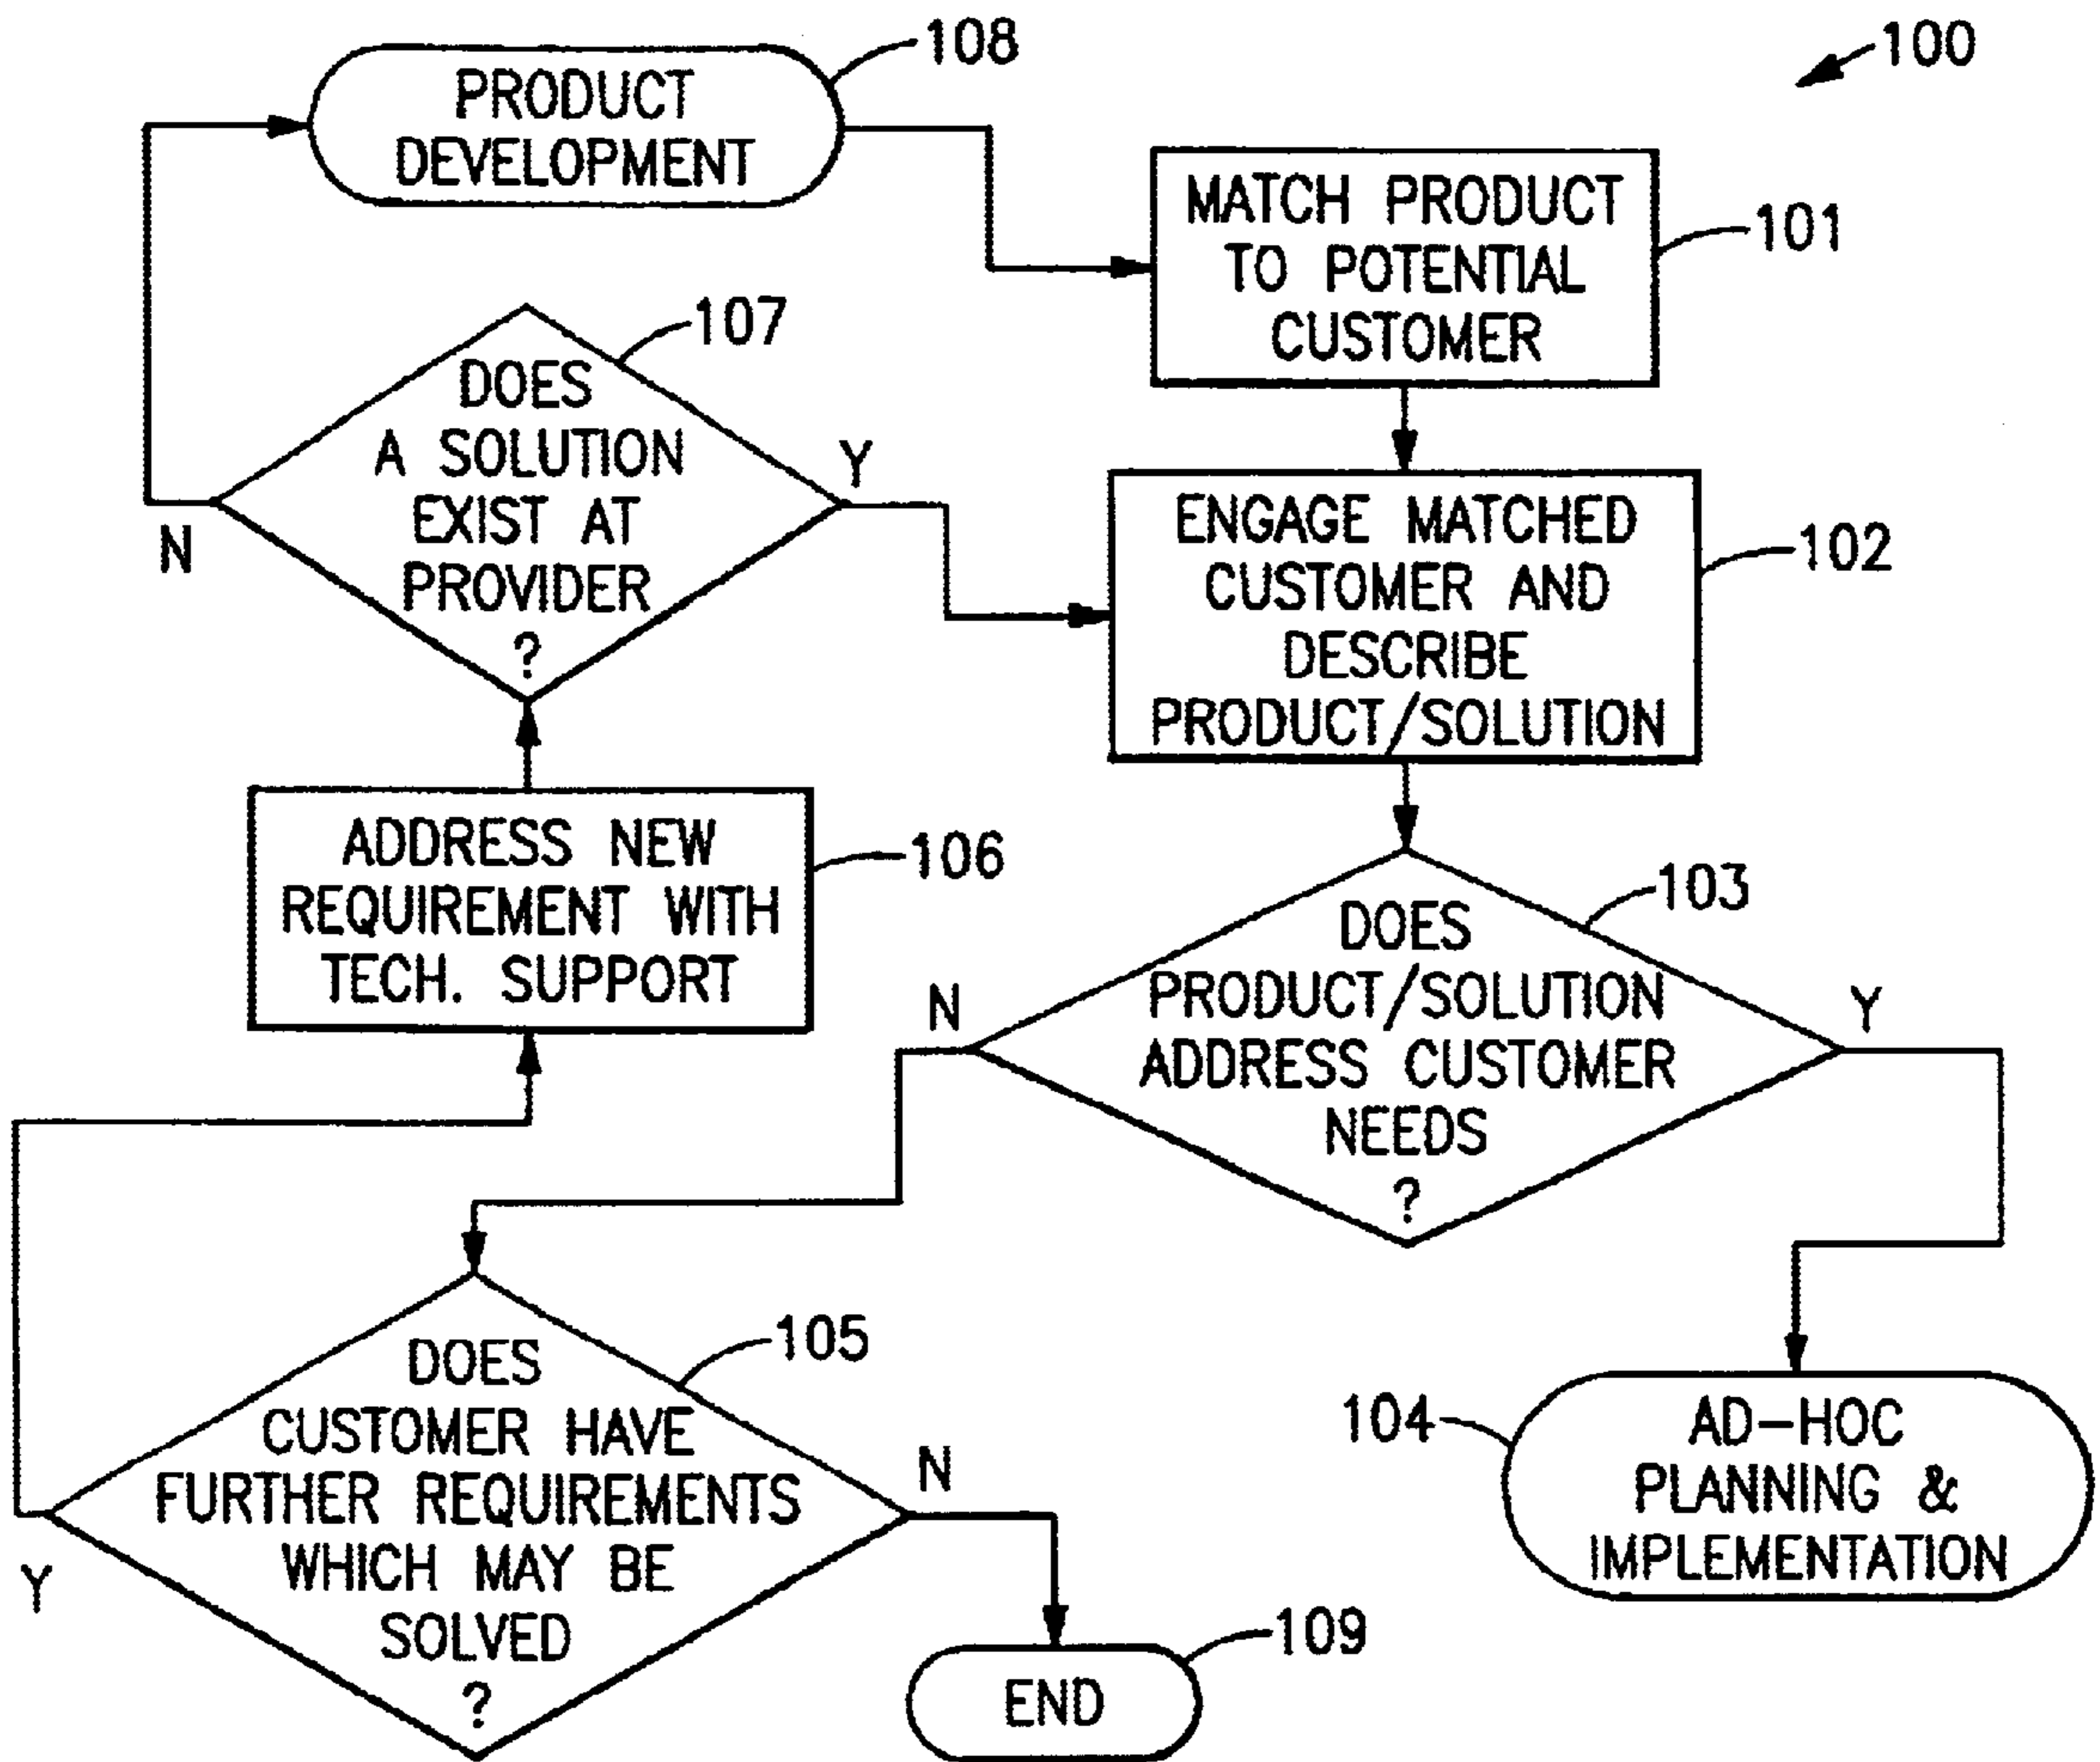 108
PRODUCT
DEVELOPMENT
100
MATCH PRODUCT
TO POTENTIAL
CUSTOMER
101
107
DOES
A SOLUTION
EXIST AT
PROVIDER
?
N
Y
ENGAGE MATCHED
CUSTOMER AND
DESCRIBE
PRODUCT/SOLUTION
102
ADDRESS NEW
REQUIREMENT WITH
TECH. SUPPORT
106
103
DOES
PRODUCT/SOLUTION
ADDRESS CUSTOMER
NEEDS
?
N
Y
105
DOES
CUSTOMER HAVE
FURTHER REQUIREMENTS
WHICH MAY BE
SOLVED
?
Y
N
104
AD-HOC
PLANNING &
IMPLEMENTATION
109
END